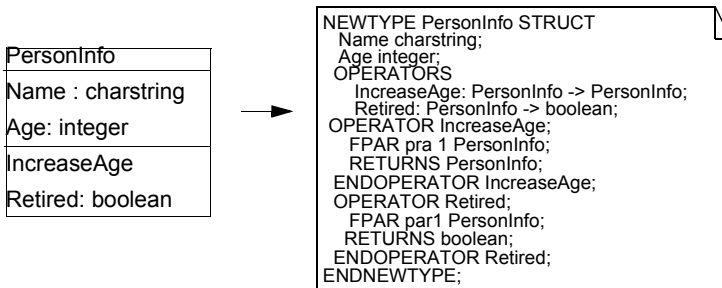 PersonInfo
Name : charstring
Age: integer
IncreaseAge
Retired: boolean
NEWTYPE PersonInfo STRUCT
Name charstring;
Age integer;
OPERATORS
IncreaseAge: PersonInfo -> PersonInfo;
Retired: PersonInfo -> boolean;
OPERATOR IncreaseAge;
FPAR pra 1 PersonInfo;
RETURNS PersonInfo;
ENDOPERATOR IncreaseAge;
OPERATOR Retired;
FPAR par1 PersonInfo;
RETURNS boolean;
ENDOPERATOR Retired;
ENDNEWTYPE;